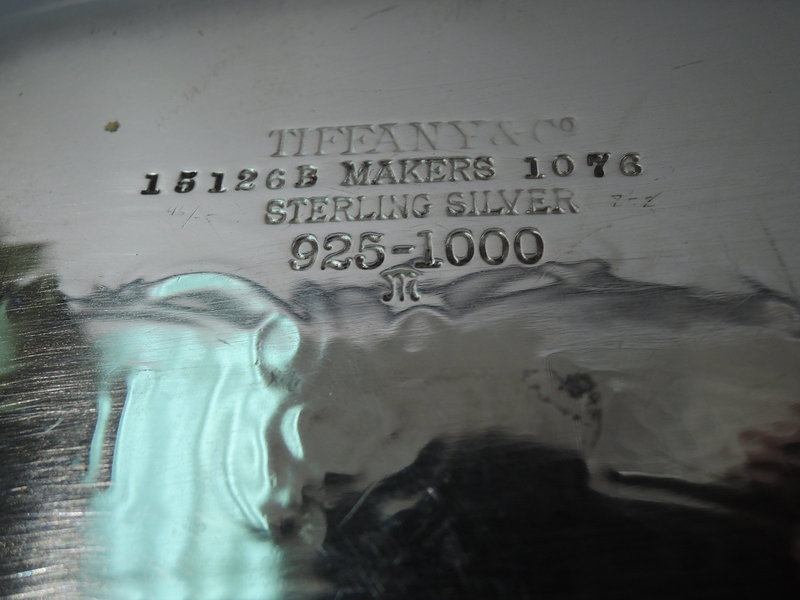 TIFFANY & Cº
15126B MAKERS 1076
STERLING SILVER
925-1000
m